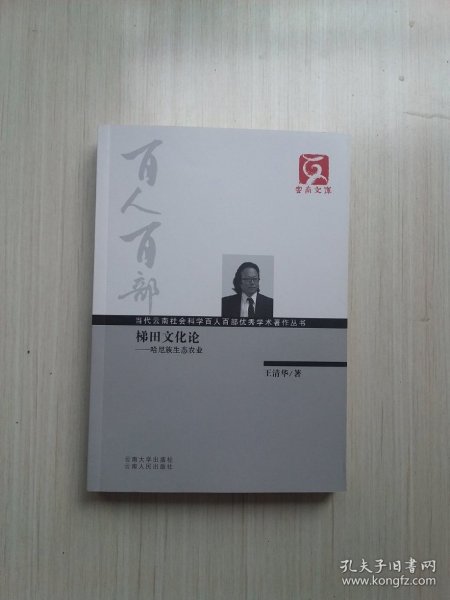 百人百部
雲南文庫
当代云南社会科学百人百部优秀学术著作丛书
梯田文化论
——哈尼族生态农业
王清华/著
云南大学出版社
云南人民出版社
孔夫子旧书网
www.kongfz.com